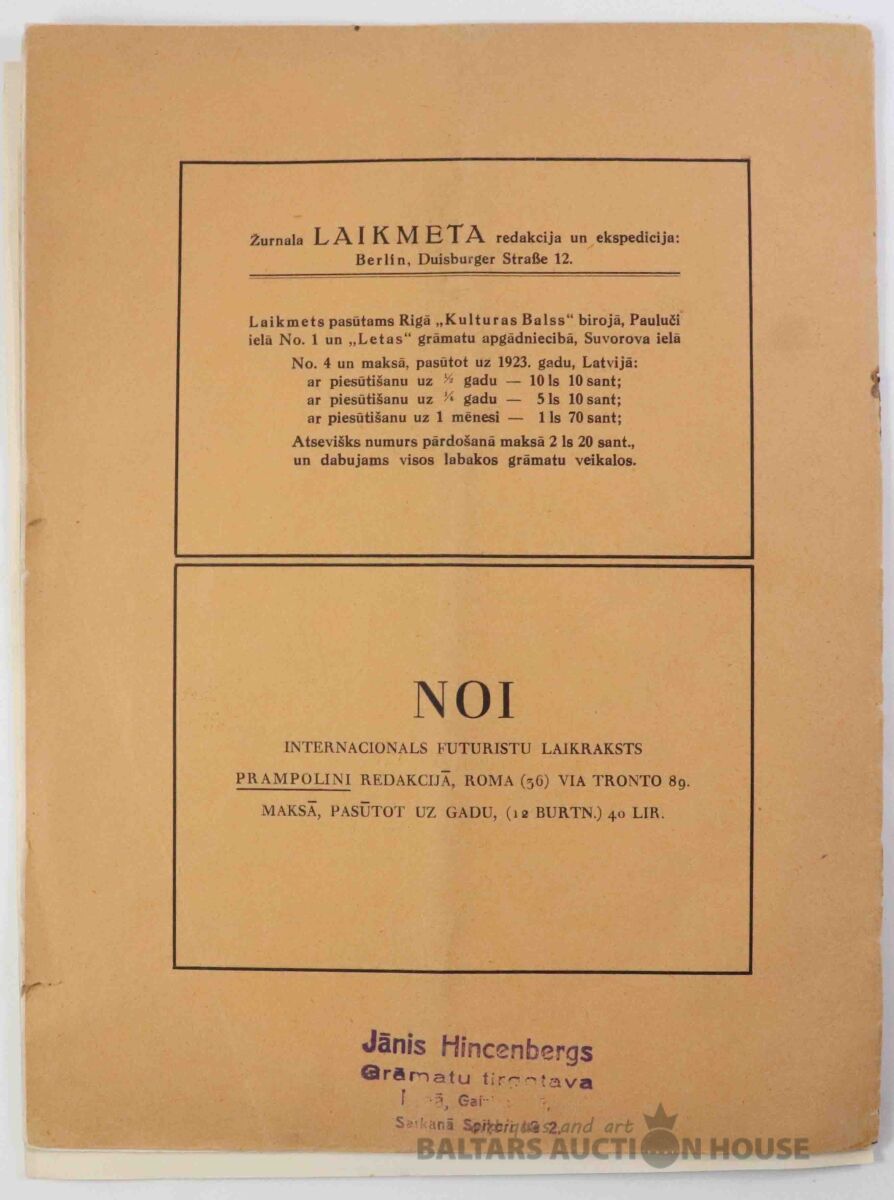 Žurnala LAIKMETA redakcija un ekspedicija:
Berlin, Duisburger Straße 12.
Laikmets pasūtams Rigā „Kulturas Balss“ birojā, Pauluči
ielā No. 1 un „Letas“ grāmatu apgādniecibā, Suvorova ielā
No. 4 un maksā, pasūtot uz 1923. gadu, Latvijā:
ar piesūtišanu uz ½ gadu — 10 ls 10 sant;
ar piesūtišanu uz ¼ gadu — 5 ls 10 sant;
ar piesūtišanu uz 1 mēnesi — 1 ls 70 sant;
Atsevišks numurs pārdošanā maksā 2 ls 20 sant.,
un dabujams visos labakos grāmatu veikalos.
NOI
INTERNACIONALS FUTURISTU LAIKRAKSTS
PRAMPOLINI REDAKCIJĀ, ROMA (36) VIA TRONTO 89.
MAKSĀ, PASŪTOT UZ GADU, (12 BURTN.) 40 LIR.
Jānis Hincenbergs
Grāmatu tirgotava
Sarkanā
antiques and art
BALTARS AUCTION HOUSE